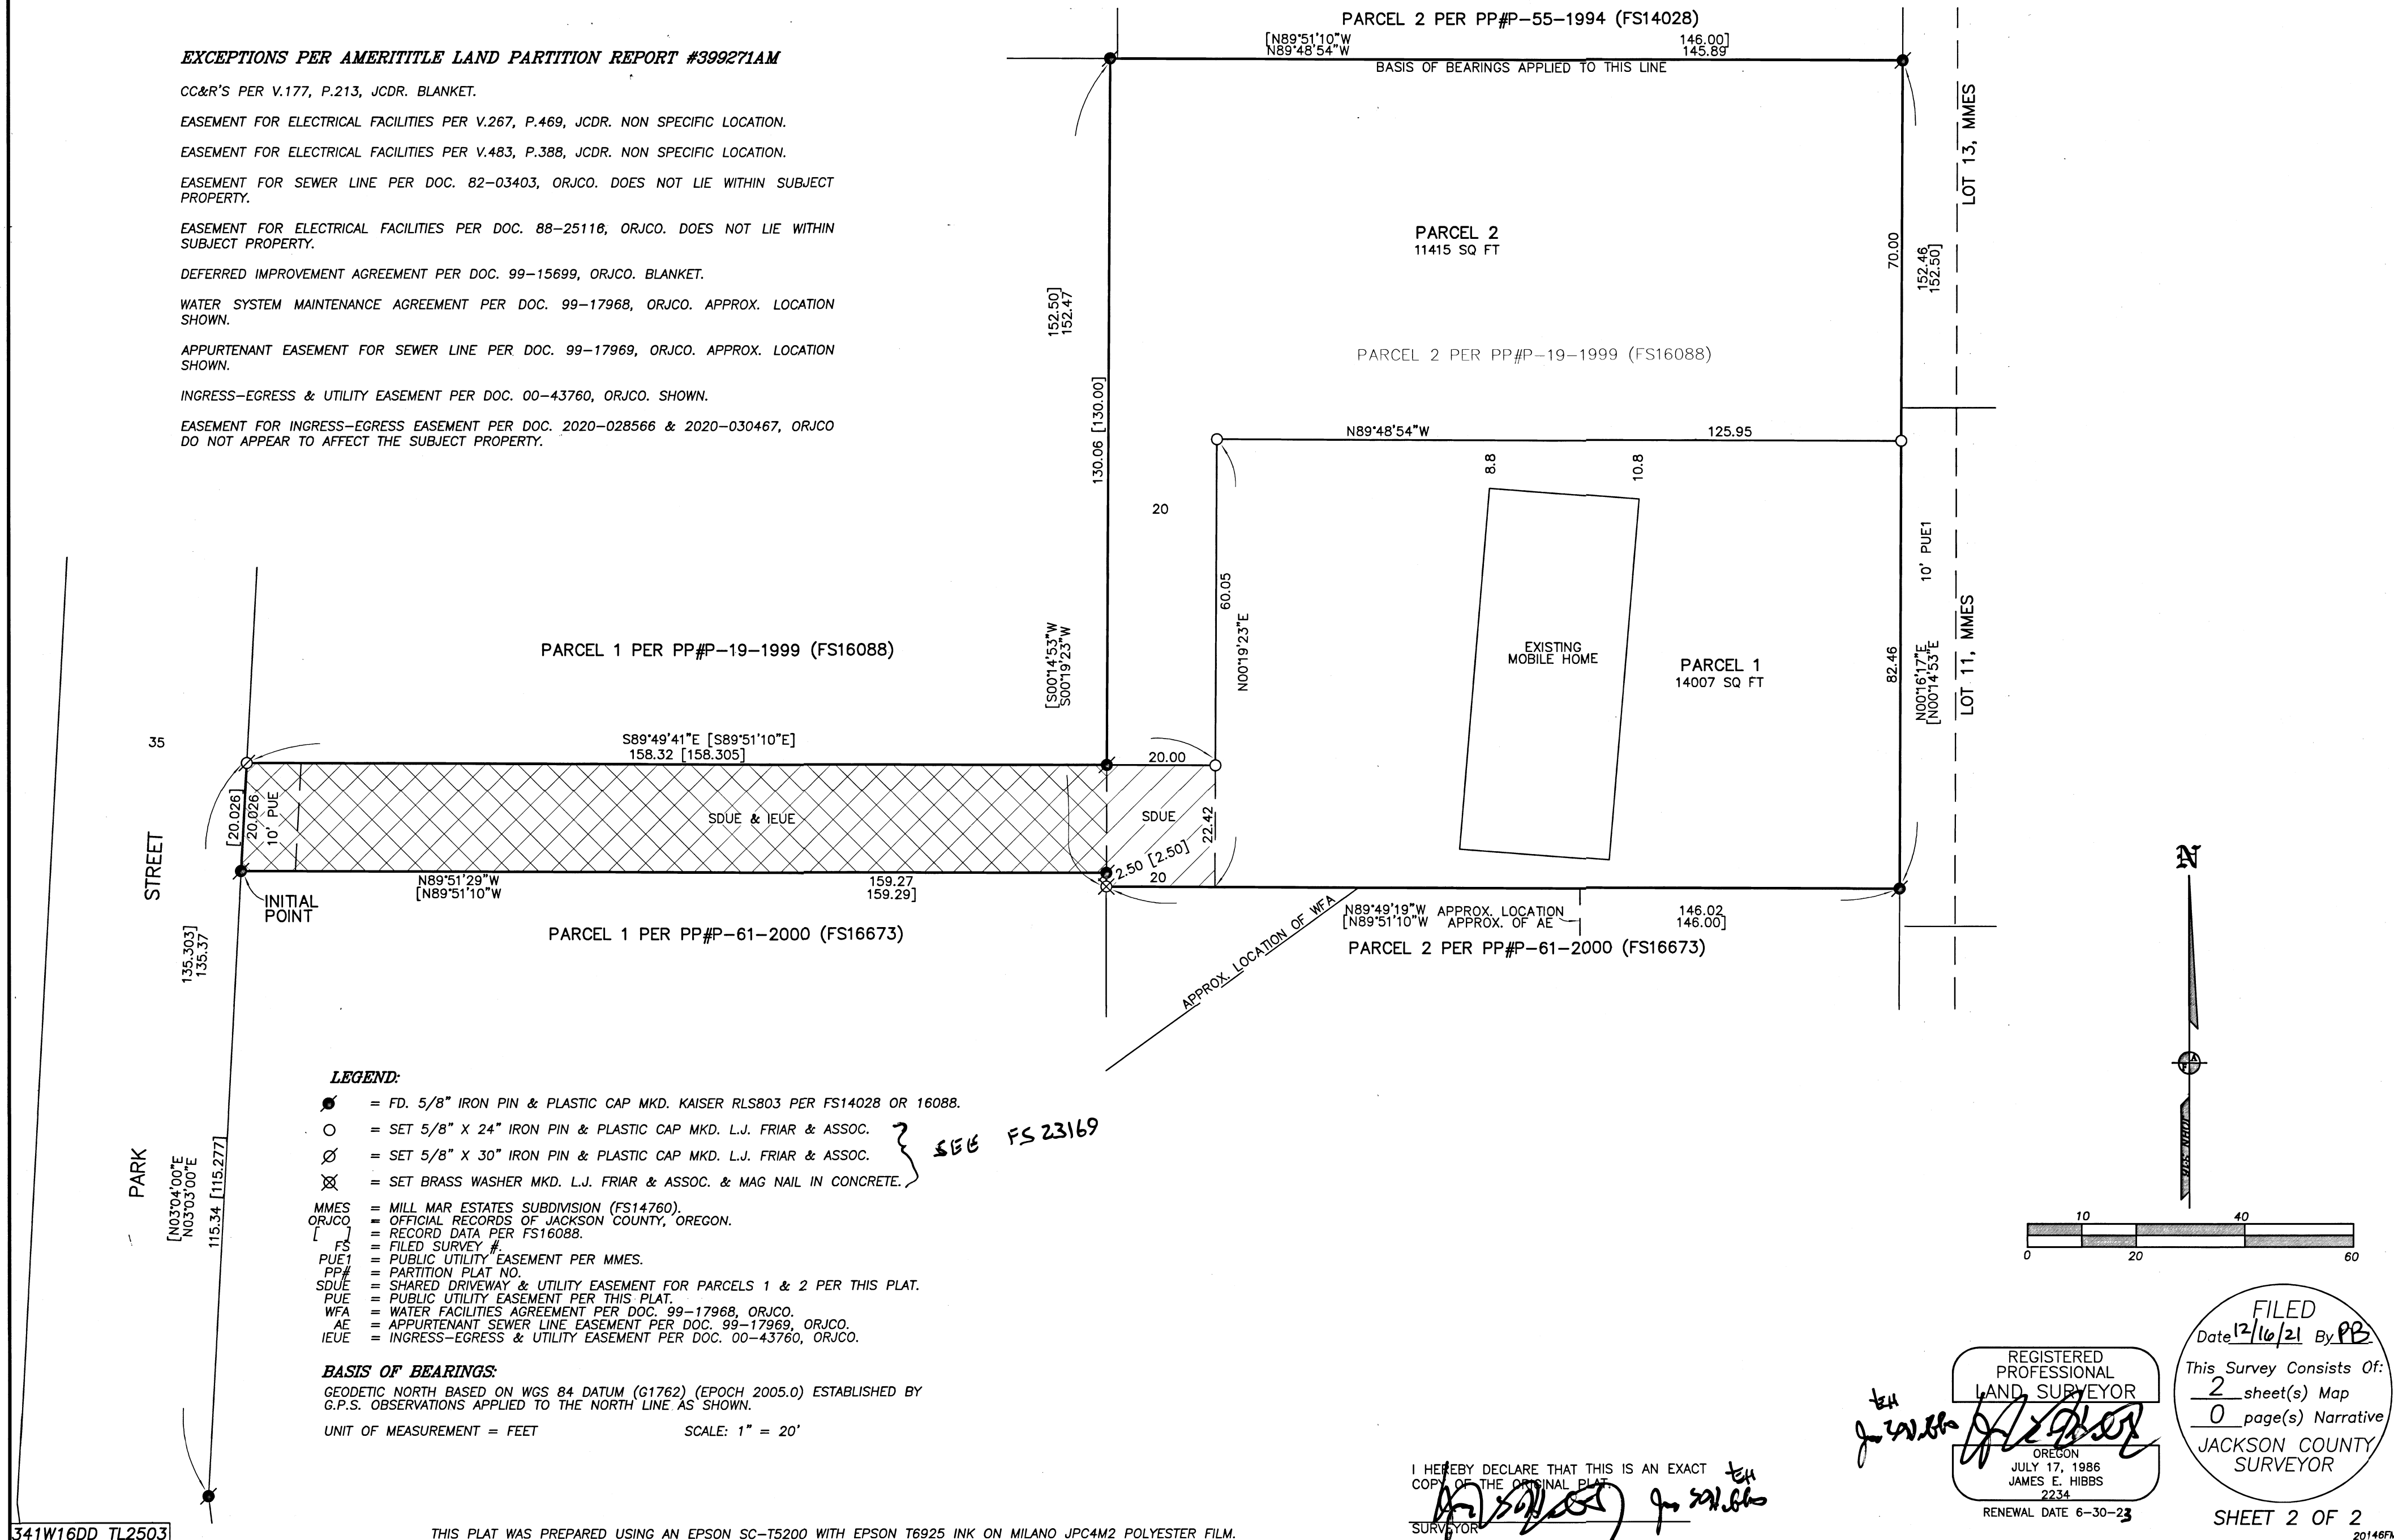 PARCEL 2 PER PP#P-55-1994 (FS14028)
[N89°51'10"W 146.00]
N89°48'54"W 145.89
BASIS OF BEARINGS APPLIED TO THIS LINE
EXCEPTIONS PER AMERITITLE LAND PARTITION REPORT #399271AM
CC&R'S PER V.177, P.213, JCDR. BLANKET.
EASEMENT FOR ELECTRICAL FACILITIES PER V.267, P.469, JCDR. NON SPECIFIC LOCATION.
EASEMENT FOR ELECTRICAL FACILITIES PER V.483, P.388, JCDR. NON SPECIFIC LOCATION.
EASEMENT FOR SEWER LINE PER DOC. 82-03403, ORJCO. DOES NOT LIE WITHIN SUBJECT
PROPERTY.
EASEMENT FOR ELECTRICAL FACILITIES PER DOC. 88-25116, ORJCO. DOES NOT LIE WITHIN
SUBJECT PROPERTY.
DEFERRED IMPROVEMENT AGREEMENT PER DOC. 99-15699, ORJCO. BLANKET.
WATER SYSTEM MAINTENANCE AGREEMENT PER DOC. 99-17968, ORJCO. APPROX. LOCATION
SHOWN.
APPURTENANT EASEMENT FOR SEWER LINE PER DOC. 99-17969, ORJCO. APPROX. LOCATION
SHOWN.
INGRESS-EGRESS & UTILITY EASEMENT PER DOC. 00-43760, ORJCO. SHOWN.
EASEMENT FOR INGRESS-EGRESS EASEMENT PER DOC. 2020-028566 & 2020-030467, ORJCO
DO NOT APPEAR TO AFFECT THE SUBJECT PROPERTY.
LOT 13, MMES
PARCEL 2
11415 SQ FT
70.00
152.46
152.50]
152.50]
152.47
PARCEL 2 PER PP#P-19-1999 (FS16088)
130.06 [130.00]
N89°48'54"W 125.95
8.8
10.8
20
10' PUE1
60.05
N00°19'23"E
[S00°14'53"W
S00°19'23"W
EXISTING
MOBILE HOME
PARCEL 1
14007 SQ FT
82.46
N00°16'17"E
[N00°14'53"E
LOT 11, MMES
PARCEL 1 PER PP#P-19-1999 (FS16088)
35
S89°49'41"E [S89°51'10"E]
158.32 [158.305]
20.00
[20.026]
20.026
10' PUE
SDUE & IEUE
SDUE
22.42
2.50 [2.50]
20
STREET
N89°51'29"W 159.27
[N89°51'10"W 159.29]
INITIAL
POINT
N89°49'19"W APPROX. LOCATION 146.02
[N89°51'10"W APPROX. OF AE 146.00]
APPROX. LOCATION OF WFA
PARCEL 1 PER PP#P-61-2000 (FS16673)
PARCEL 2 PER PP#P-61-2000 (FS16673)
135.303]
135.37
N
LEGEND:
= FD. 5/8" IRON PIN & PLASTIC CAP MKD. KAISER RLS803 PER FS14028 OR 16088.
= SET 5/8" X 24" IRON PIN & PLASTIC CAP MKD. L.J. FRIAR & ASSOC.
= SET 5/8" X 30" IRON PIN & PLASTIC CAP MKD. L.J. FRIAR & ASSOC.
= SET BRASS WASHER MKD. L.J. FRIAR & ASSOC. & MAG NAIL IN CONCRETE.
SEE FS 23169
MMES = MILL MAR ESTATES SUBDIVISION (FS14760).
ORJCO = OFFICIAL RECORDS OF JACKSON COUNTY, OREGON.
[ ] = RECORD DATA PER FS16088.
FS = FILED SURVEY #.
PUE1 = PUBLIC UTILITY EASEMENT PER MMES.
PP# = PARTITION PLAT NO.
SDUE = SHARED DRIVEWAY & UTILITY EASEMENT FOR PARCELS 1 & 2 PER THIS PLAT.
PUE = PUBLIC UTILITY EASEMENT PER THIS PLAT.
WFA = WATER FACILITIES AGREEMENT PER DOC. 99-17968, ORJCO.
AE = APPURTENANT SEWER LINE EASEMENT PER DOC. 99-17969, ORJCO.
IEUE = INGRESS-EGRESS & UTILITY EASEMENT PER DOC. 00-43760, ORJCO.
PARK
[N03°04'00"E
N03°03'00"E
115.34 [115.277]
BASIS OF BEARINGS:
GEODETIC NORTH BASED ON WGS 84 DATUM (G1762) (EPOCH 2005.0) ESTABLISHED BY
G.P.S. OBSERVATIONS APPLIED TO THE NORTH LINE AS SHOWN.
UNIT OF MEASUREMENT = FEET SCALE: 1" = 20'
10 40
0 20 60
FILED
Date 12/16/21 By PB
This Survey Consists Of:
2 sheet(s) Map
0 page(s) Narrative
JACKSON COUNTY
SURVEYOR
REGISTERED
PROFESSIONAL
LAND SURVEYOR
OREGON
JULY 17, 1986
JAMES E. HIBBS
2234
RENEWAL DATE 6-30-23
I HEREBY DECLARE THAT THIS IS AN EXACT
COPY OF THE ORIGINAL PLAT.
SURVEYOR
SHEET 2 OF 2
341W16DD TL2503
THIS PLAT WAS PREPARED USING AN EPSON SC-T5200 WITH EPSON T6925 INK ON MILANO JPC4M2 POLYESTER FILM.